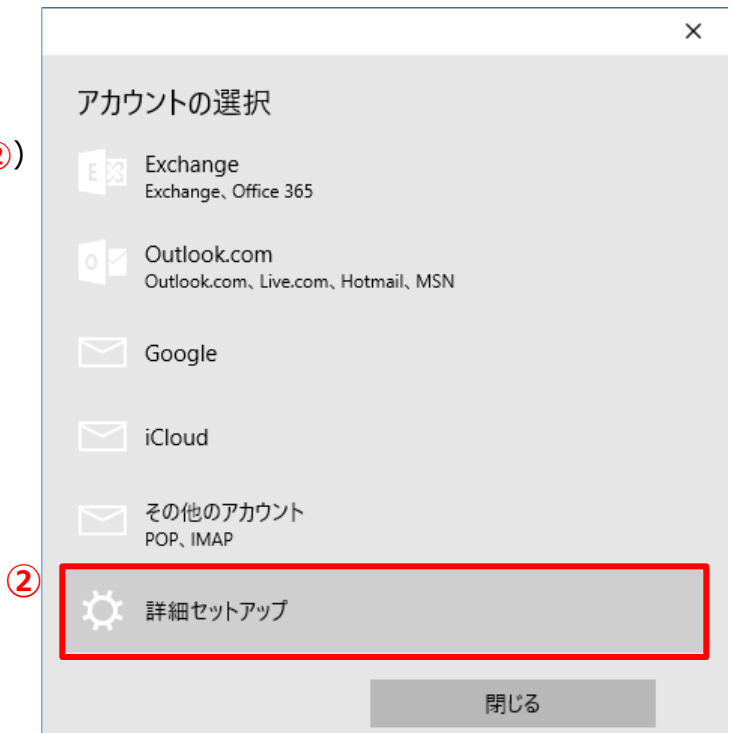 アカウントの選択
②)
Exchange
Exchange、Office 365
Outlook.com
Outlook.com、Live.com、Hotmail、MSN
Google
iCloud
その他のアカウント
POP、IMAP
②
詳細セットアップ
閉じる